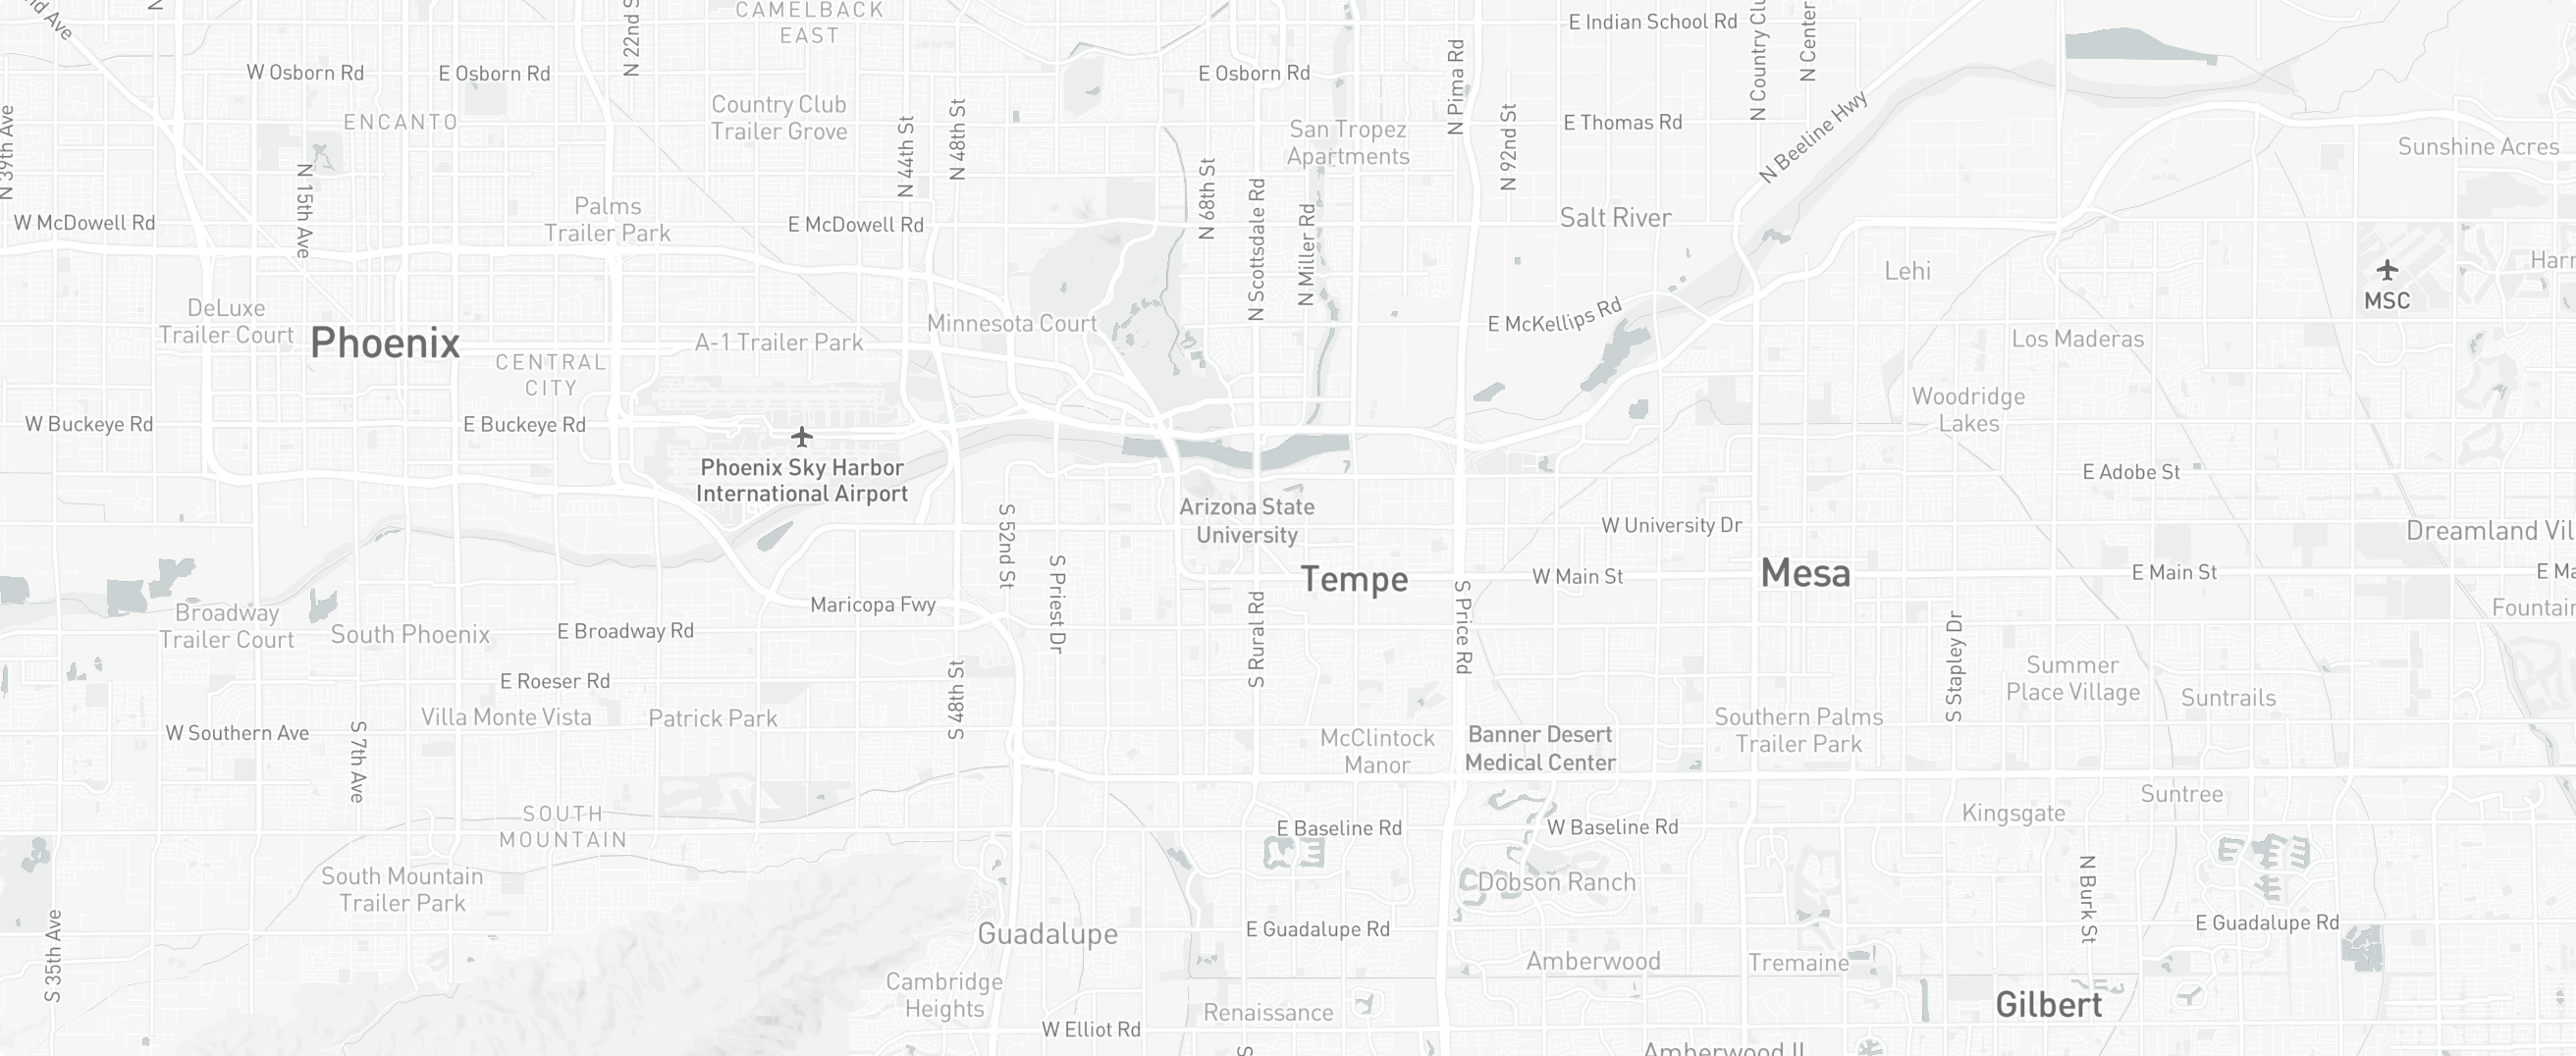 CAMELBACK
EAST
E Indian School Rd
N 22nd S
N Country Clu
N Center
W Osborn Rd
E Osborn Rd
E Osborn Rd
N Pima Rd
Country Club
Trailer Grove
ENCANTO
N 39th Ave
N 44th St
N 48th St
San Tropez
Apartments
N 92nd St
E Thomas Rd
N Beeline Hwy
Sunshine Acres
N 15th Ave
N 68th St
N Scottsdale Rd
N Miller Rd
W McDowell Rd
Palms
Trailer Park
E McDowell Rd
Salt River
Lehi
Harr
MSC
DeLuxe
Trailer Court
Phoenix
A-1 Trailer Park
Minnesota Court
E McKellips Rd
Los Maderas
CENTRAL
CITY
Woodridge
Lakes
W Buckeye Rd
E Buckeye Rd
Phoenix Sky Harbor
International Airport
E Adobe St
Arizona State
University
S 52nd St
W University Dr
Dreamland Vil
S Priest Dr
Tempe
W Main St
Mesa
E Main St
E Ma
Maricopa Fwy
Broadway
Trailer Court
South Phoenix
E Broadway Rd
S Rural Rd
S Price Rd
S Stapley Dr
Fountain
E Roeser Rd
S 48th St
Summer
Place Village
Suntrails
Villa Monte Vista
Patrick Park
W Southern Ave
S 7th Ave
McClintock
Manor
Banner Desert
Medical Center
Southern Palms
Trailer Park
Suntree
SOUTH
MOUNTAIN
E Baseline Rd
W Baseline Rd
Kingsgate
South Mountain
Trailer Park
Dobson Ranch
N Burk St
S 35th Ave
Guadalupe
E Guadalupe Rd
E Guadalupe Rd
Cambridge
Heights
Amberwood
Tremaine
Renaissance
Gilbert
W Elliot Rd
Amberwood II